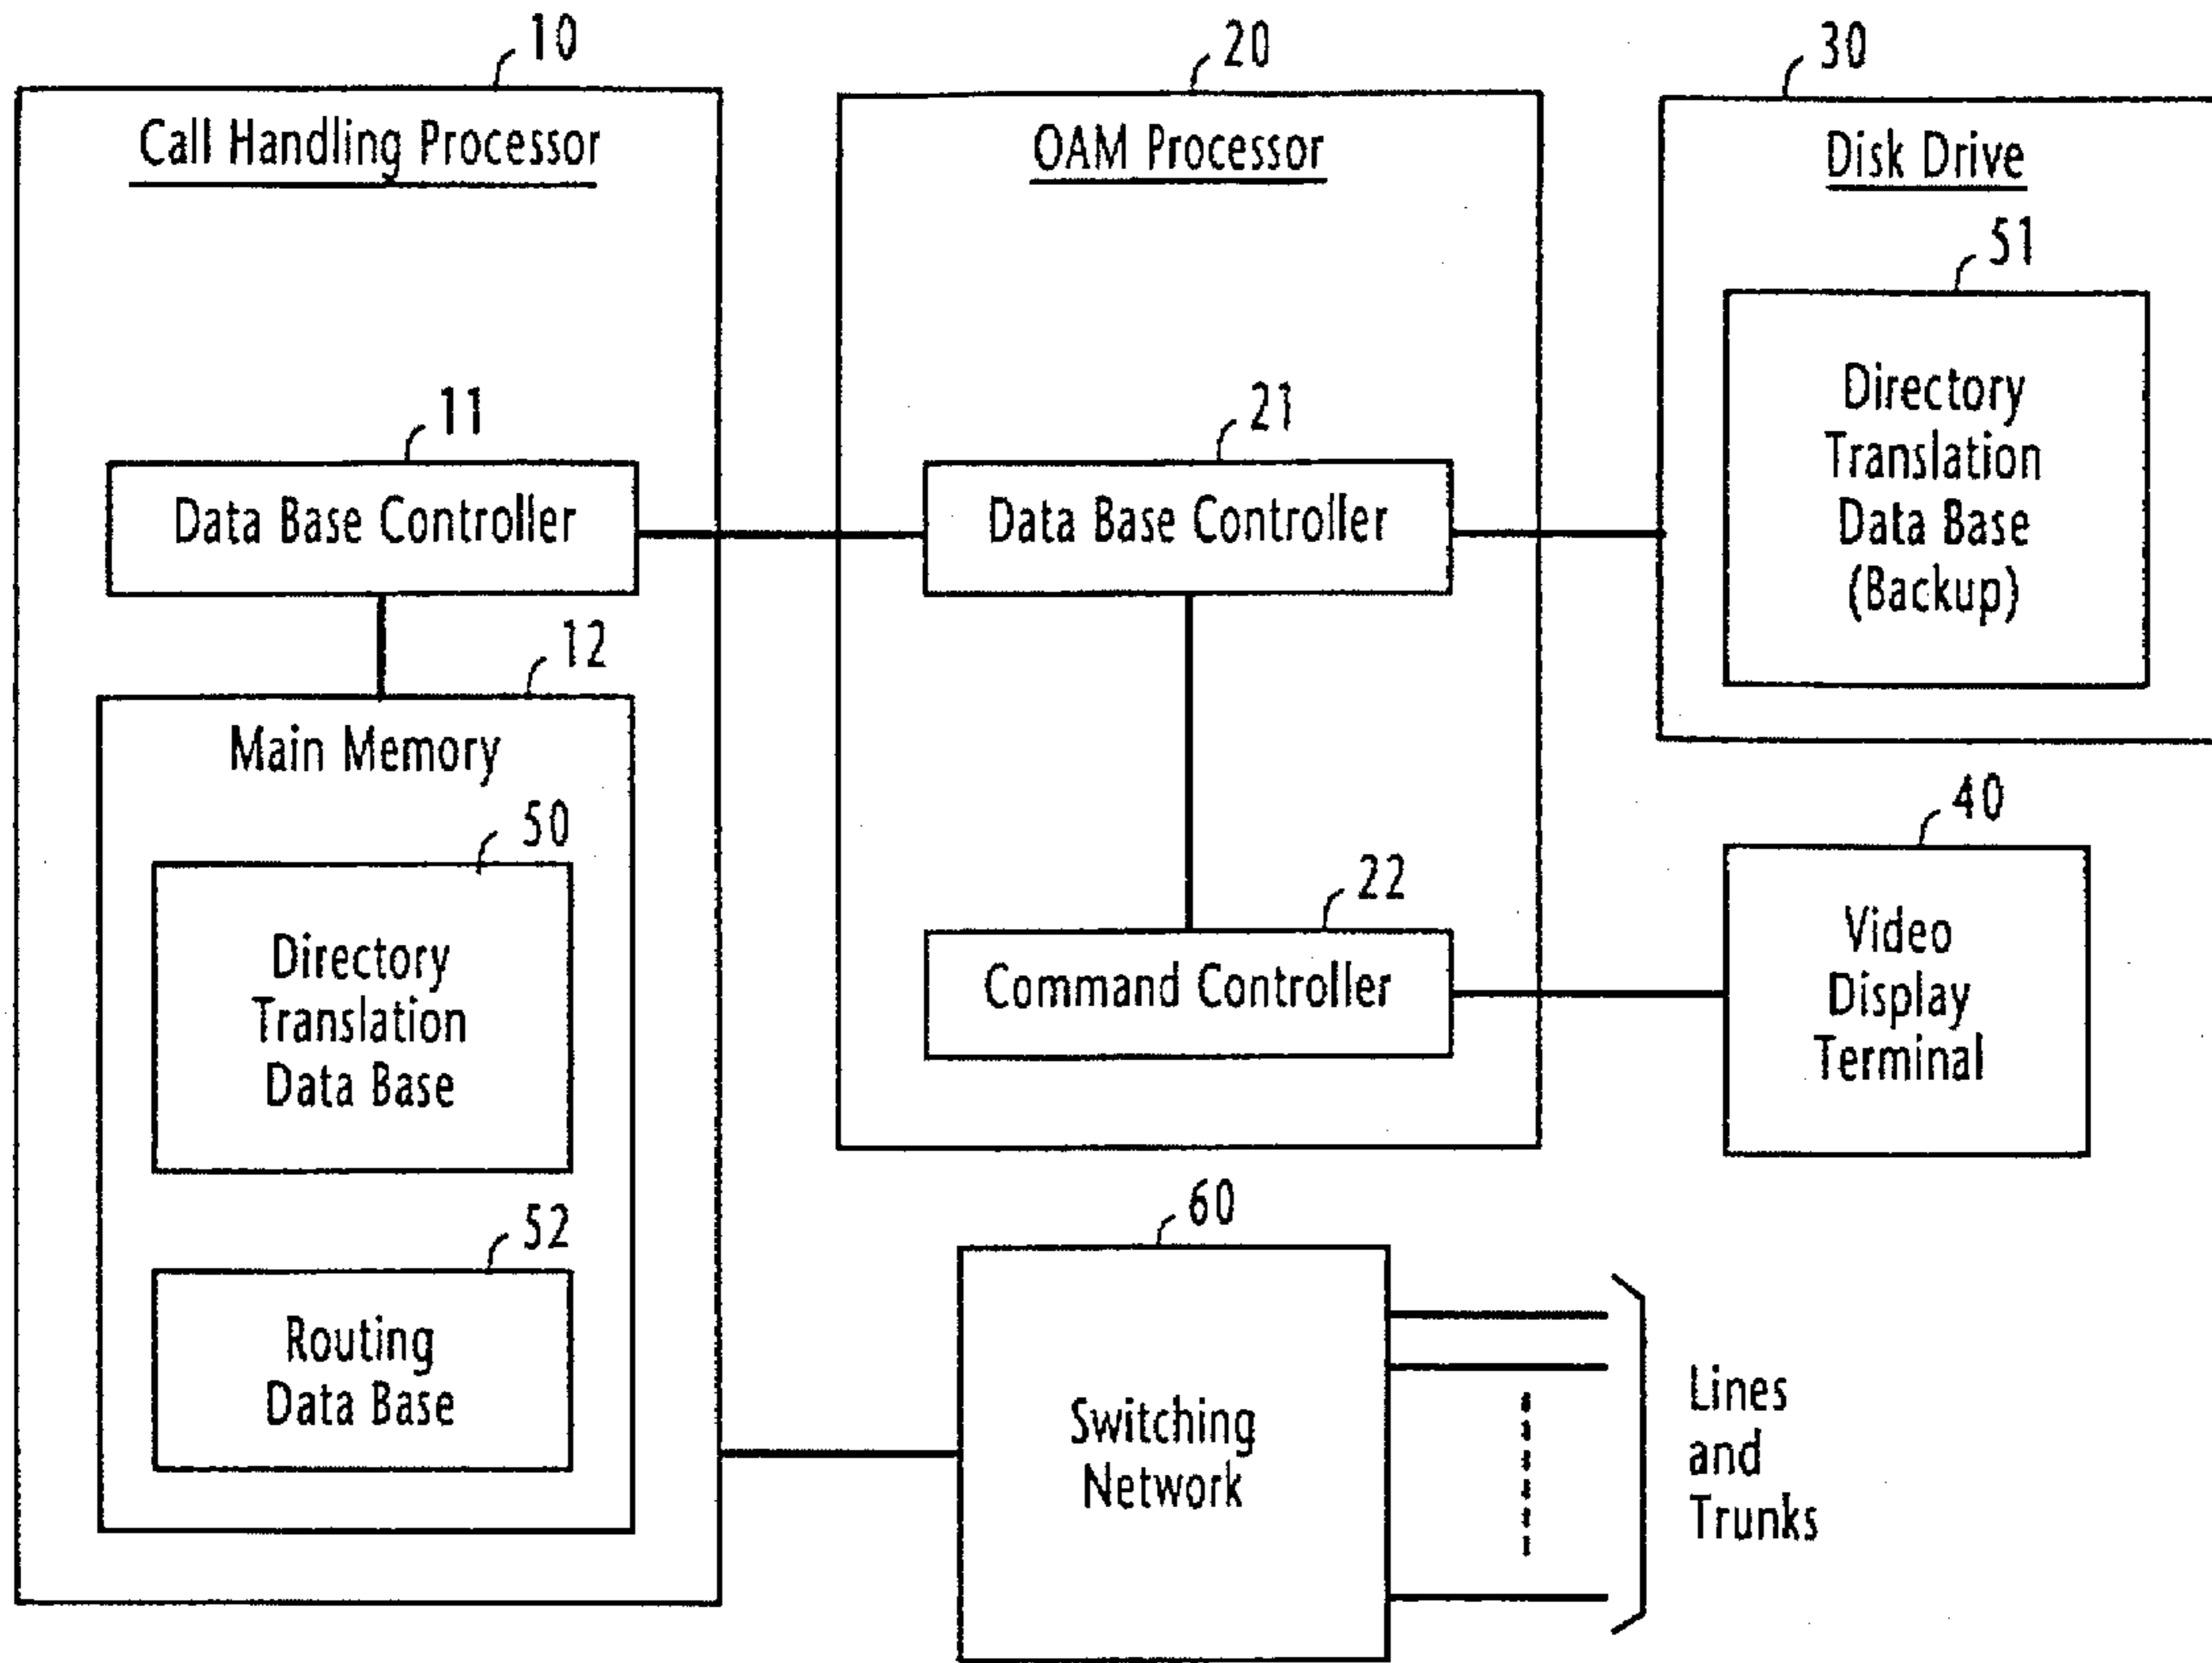 10
Call Handling Processor
11
Data Base Controller
12
Main Memory
50
Directory
Translation
Data Base
52
Routing
Data Base
20
OAM Processor
21
Data Base Controller
22
Command Controller
30
Disk Drive
51
Directory
Translation
Data Base
(Backup)
40
Video
Display
Terminal
60
Switching
Network
Lines
and
Trunks